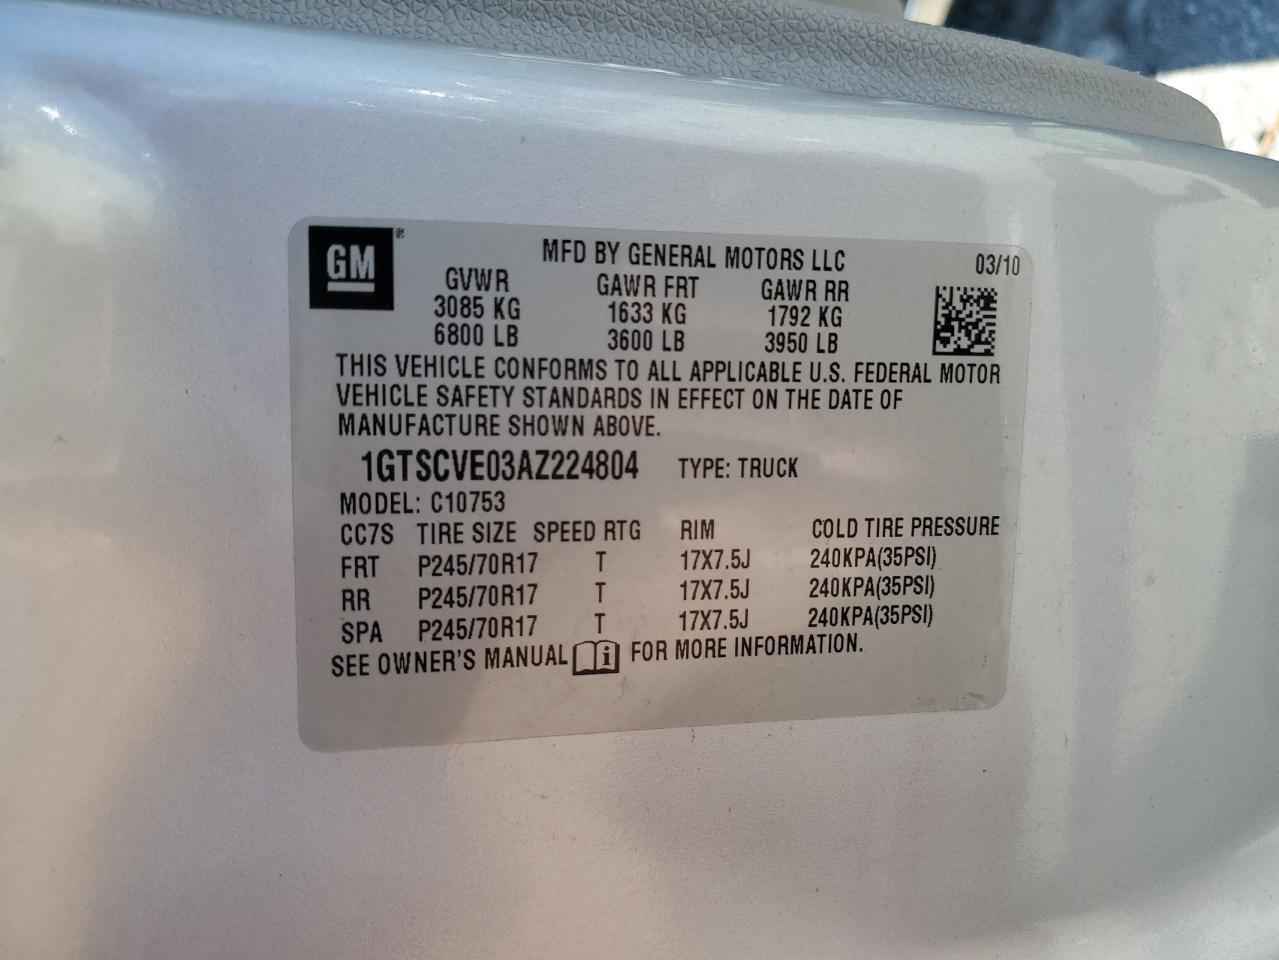 GM®
MFD BY GENERAL MOTORS LLC 03/10
GVWR GAWR FRT GAWR RR
3085 KG 1633 KG 1792 KG
6800 LB 3600 LB 3950 LB
THIS VEHICLE CONFORMS TO ALL APPLICABLE U.S. FEDERAL MOTOR
VEHICLE SAFETY STANDARDS IN EFFECT ON THE DATE OF
MANUFACTURE SHOWN ABOVE.
1GTSCVE03AZ224804 TYPE: TRUCK
MODEL: C10753
CC7S TIRE SIZE SPEED RTG RIM COLD TIRE PRESSURE
FRT P245/70R17 T 17X7.5J 240KPA(35PSI)
RR P245/70R17 T 17X7.5J 240KPA(35PSI)
SPA P245/70R17 T 17X7.5J 240KPA(35PSI)
SEE OWNER'S MANUAL i FOR MORE INFORMATION.